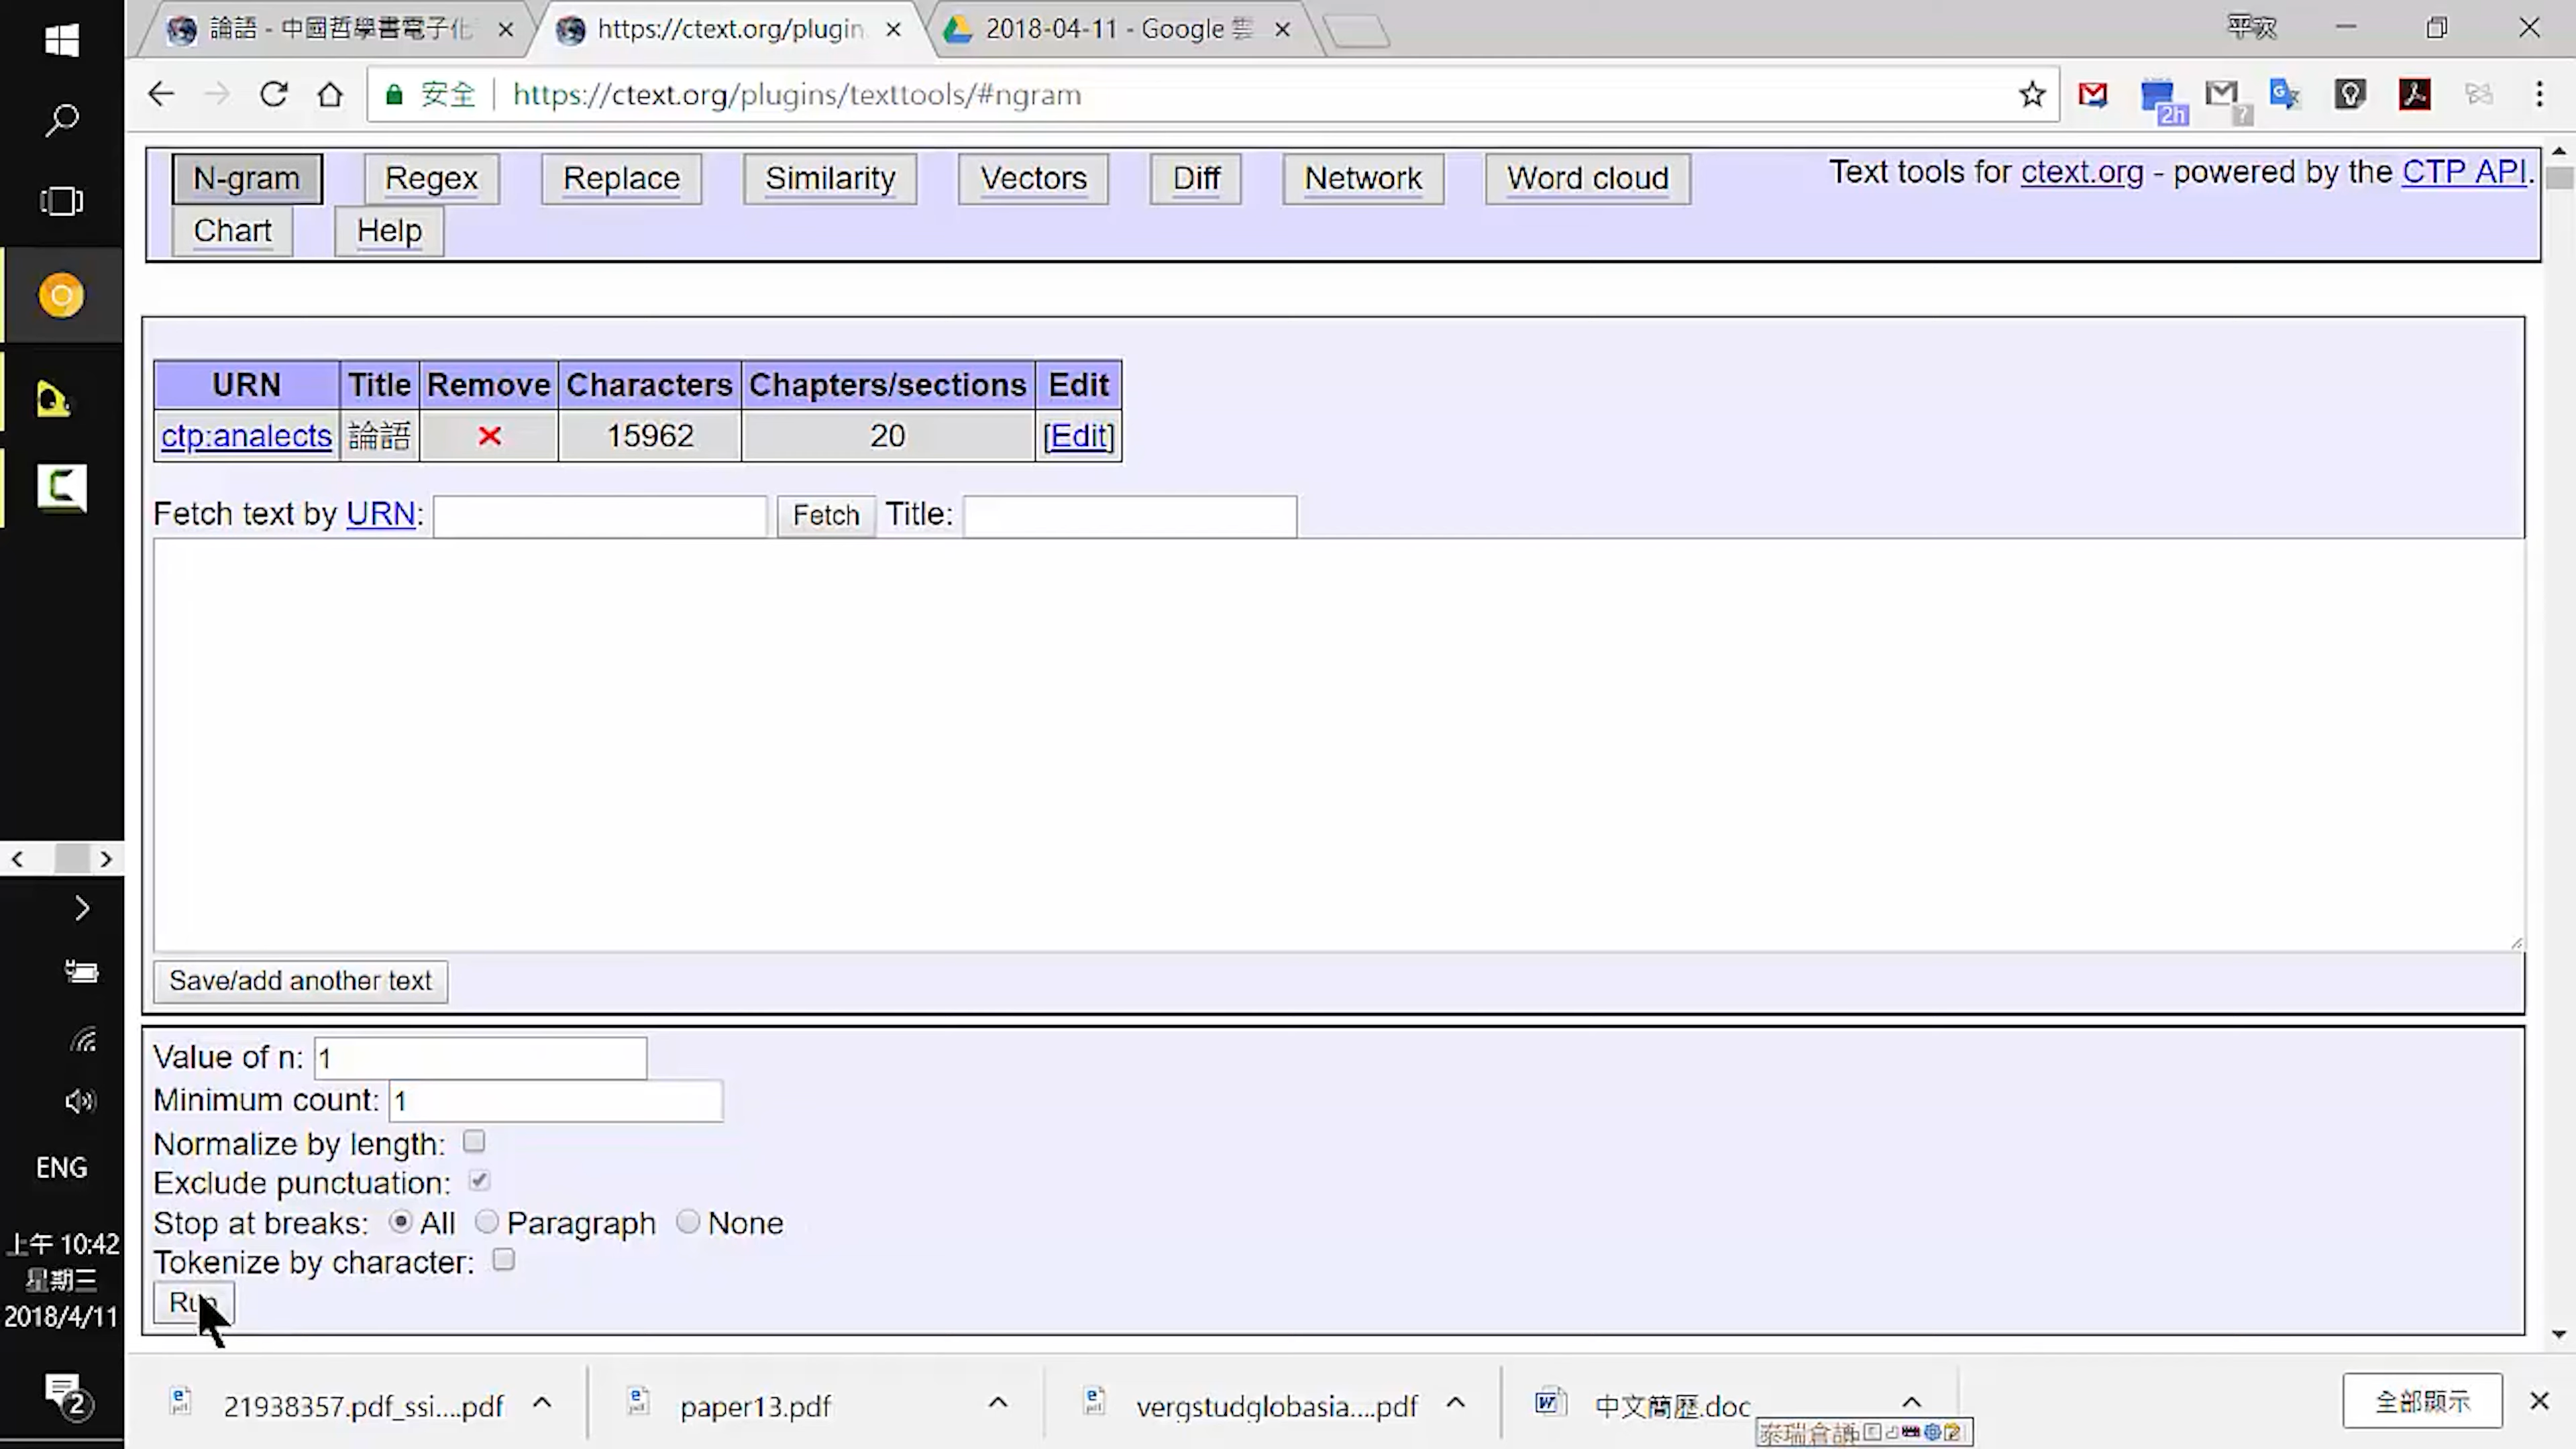 論語 - 中國哲學書電子化
https://ctext.org/plugin
2018-04-11 - Google 雲
安全 https://ctext.org/plugins/texttools/#ngram
2h
?
N-gram Regex Replace Similarity Vectors Diff Network Word cloud
Chart Help
Text tools for ctext.org - powered by the CTP API.
URN Title Remove Characters Chapters/sections Edit
ctp:analects 論語 15962 20 [Edit]
Fetch text by URN: Fetch Title:
Save/add another text
Value of n: 1
Minimum count: 1
Normalize by length:
Exclude punctuation:
Stop at breaks: All Paragraph None
Tokenize by character:
Run
ENG
上午 10:42
星期三
2018/4/11
2
21938357.pdf_ssi....pdf
paper13.pdf
vergstudglobasia....pdf
中文簡歷.doc
全部顯示